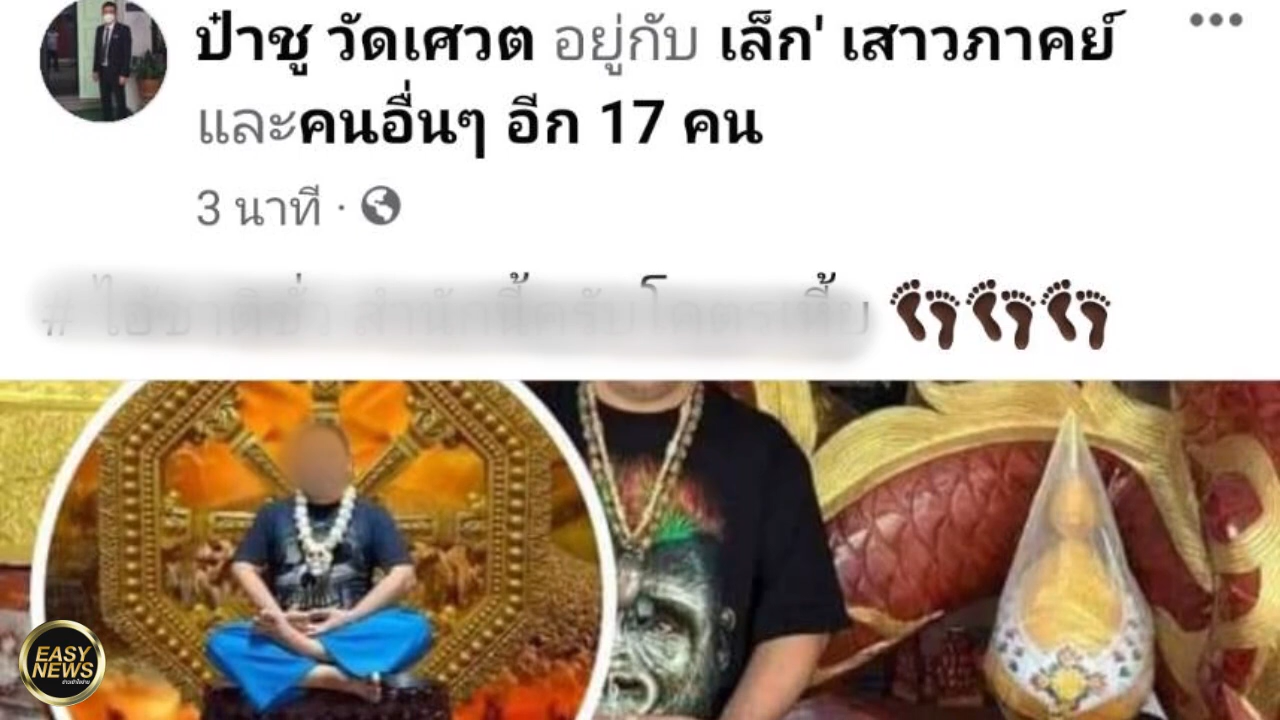 ป๋าชู วัดเศวต อยู่กับ เล็ก' เสาวภาคย์
และคนอื่นๆ อีก 17 คน
3 นาที ·
EASY
NEWS